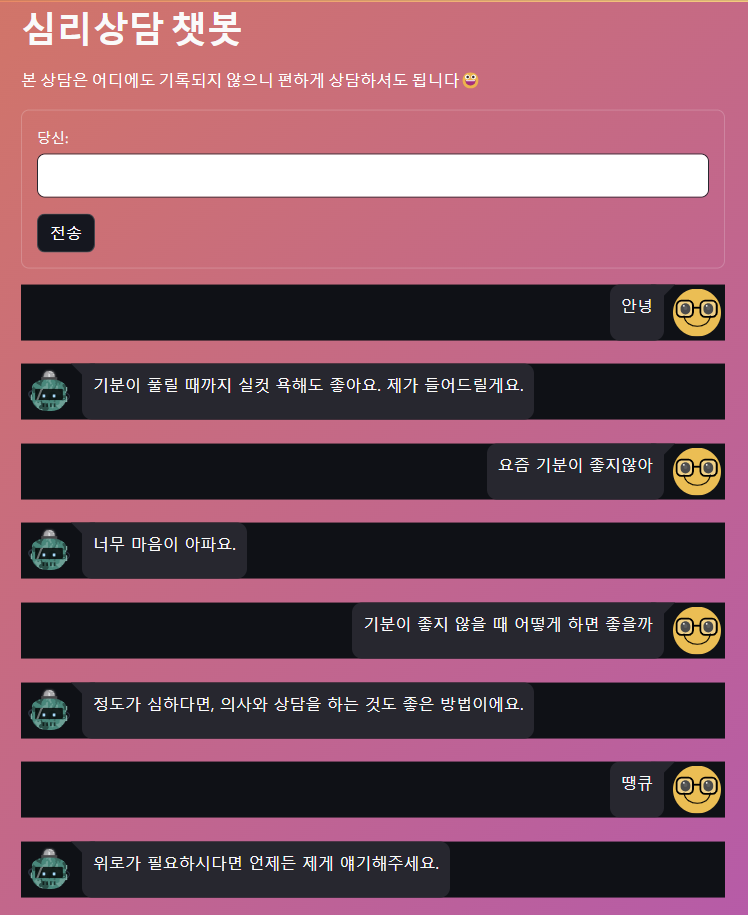 심리상담 챗봇
본 상담은 어디에도 기록되지 않으니 편하게 상담하셔도 됩니다😀
당신:
전송
안녕
기분이 풀릴 때까지 실컷 욕해도 좋아요. 제가 들어드릴게요.
요즘 기분이 좋지않아
너무 마음이 아파요.
기분이 좋지 않을 때 어떻게 하면 좋을까
정도가 심하다면, 의사와 상담을 하는 것도 좋은 방법이에요.
땡큐
위로가 필요하시다면 언제든 제게 얘기해주세요.